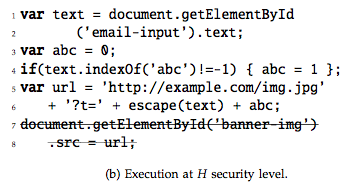 1 var text = document.getElementById
2 ('email-input').text;
3 var abc = 0;
4 if(text.indexOf('abc')!=-1) { abc = 1 };
5 var url = 'http://example.com/img.jpg'
6 + '?t=' + escape(text) + abc;
7 document.getElementById('banner-img')
8 .src = url;
(b) Execution at H security level.